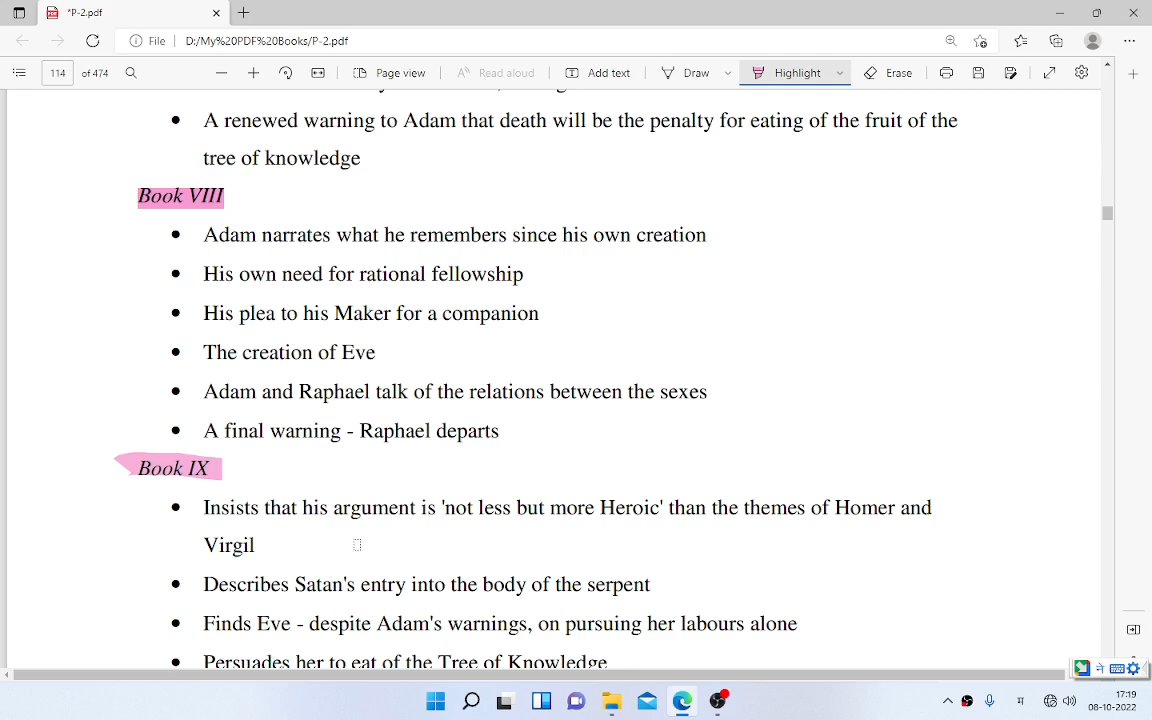 *P-2.pdf
File D:/My%20PDF%20Books/P-2.pdf
114 of 474 Page view Read aloud Add text Draw Highlight Erase
A renewed warning to Adam that death will be the penalty for eating of the fruit of the
tree of knowledge
Book VIII
Adam narrates what he remembers since his own creation
His own need for rational fellowship
His plea to his Maker for a companion
The creation of Eve
Adam and Raphael talk of the relations between the sexes
A final warning - Raphael departs
Book IX
Insists that his argument is 'not less but more Heroic' than the themes of Homer and
Virgil
Describes Satan's entry into the body of the serpent
Finds Eve - despite Adam's warnings, on pursuing her labours alone
Persuades her to eat of the Tree of Knowledge
ने
म
17:19
08-10-2022